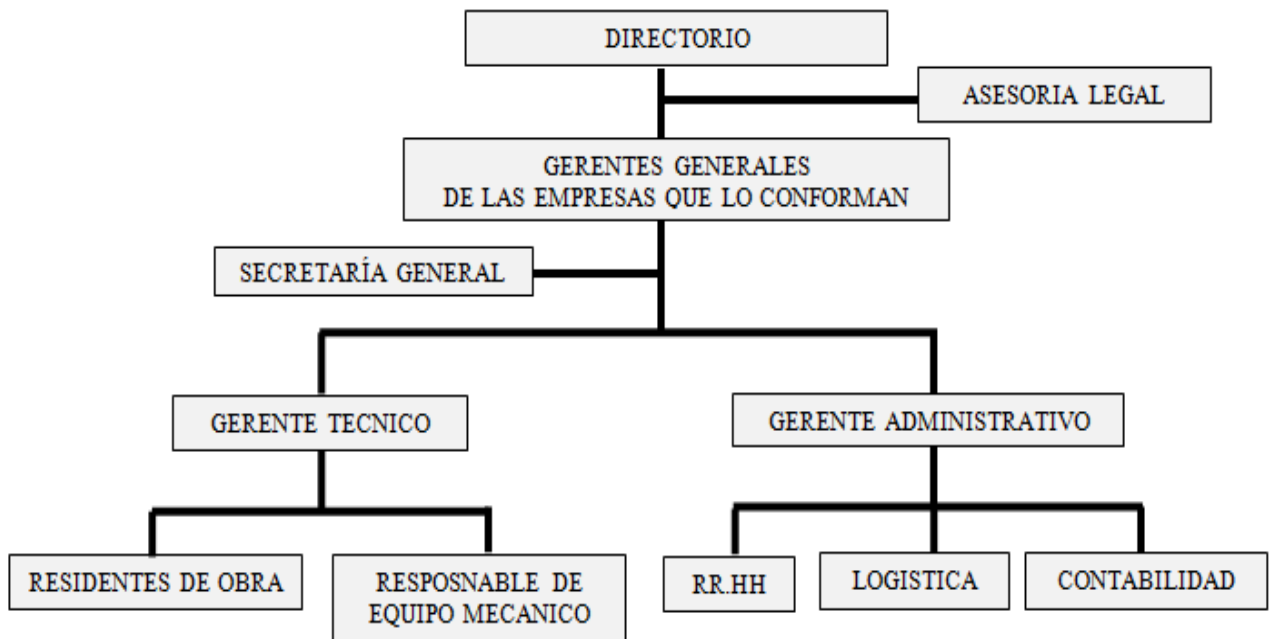 DIRECTORIO
ASESORIA LEGAL
GERENTES GENERALES
DE LAS EMPRESAS QUE LO CONFORMAN
SECRETARÍA GENERAL
GERENTE TECNICO
GERENTE ADMINISTRATIVO
RESIDENTES DE OBRA
RESPOSNABLE DE
EQUIPO MECANICO
RR.HH
LOGISTICA
CONTABILIDAD